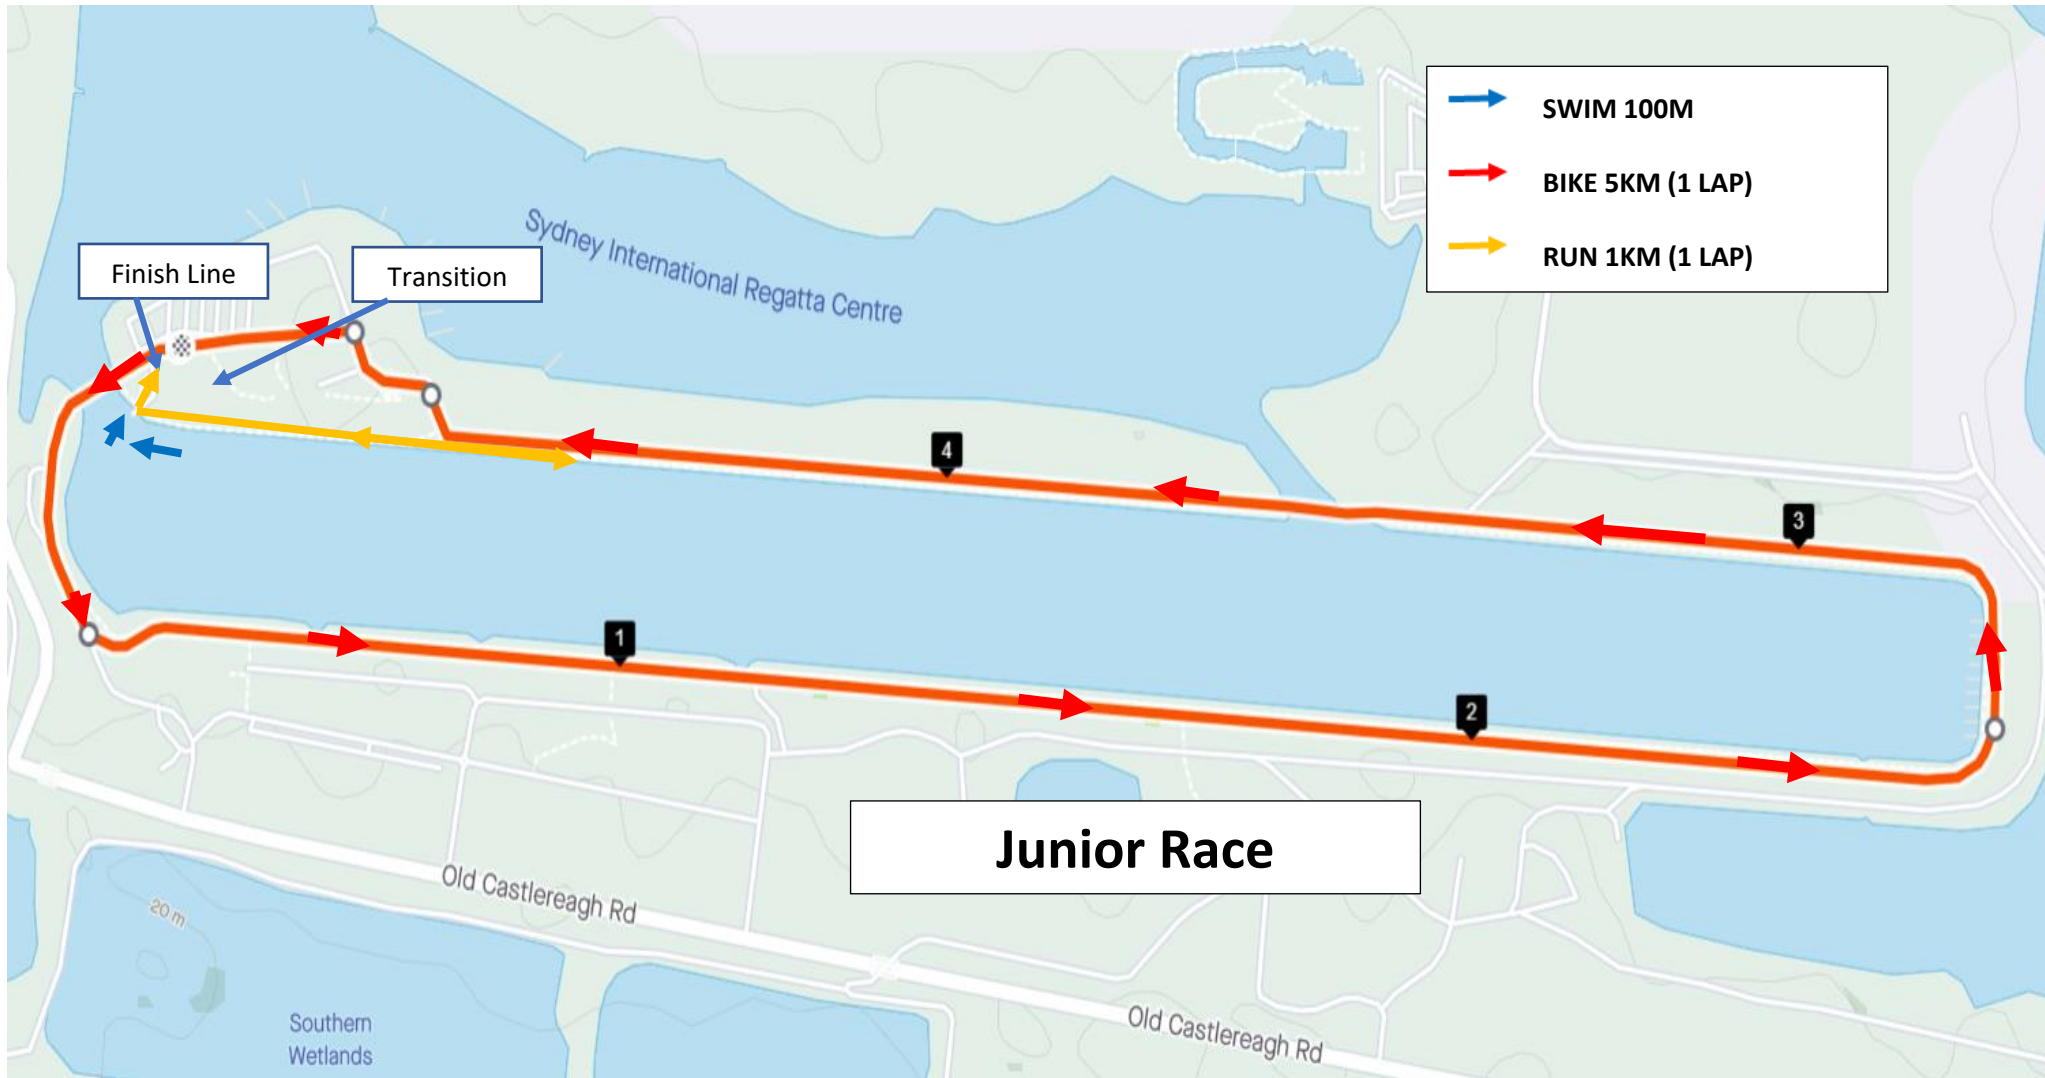 SWIM 100M
BIKE 5KM (1 LAP)
RUN 1KM (1 LAP)
Sydney International Regatta Centre
Finish Line
Transition
4
3
1
2
Junior Race
Old Castlereagh Rd
20 m
Old Castlereagh Rd
Southern
Wetlands